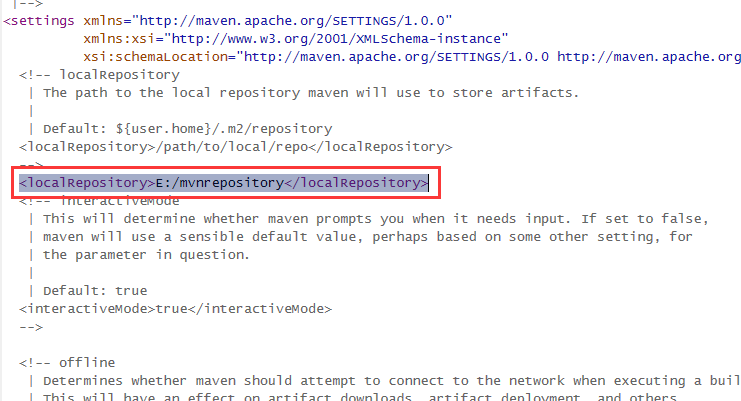 |-->
<settings xmlns="http://maven.apache.org/SETTINGS/1.0.0"
xmlns:xsi="http://www.w3.org/2001/XMLSchema-instance"
xsi:schemaLocation="http://maven.apache.org/SETTINGS/1.0.0 http://maven.apac
<!-- localRepository
| The path to the local repository maven will use to store artifacts.
|
| Default: ${user.home}/.m2/repository
<localRepository>/path/to/local/repo</localRepository>
-->
<localRepository>E:/mvnrepository</localRepository>
<!-- interactiveMode
| This will determine whether maven prompts you when it needs input. If set to false,
| maven will use a sensible default value, perhaps based on some other setting, for
| the parameter in question.
|
| Default: true
<interactiveMode>true</interactiveMode>
-->
<!-- offline
| Determines whether maven should attempt to connect to the network when executing a buil
| This will have an effect on artifact downloads, artifact deployment, and others.